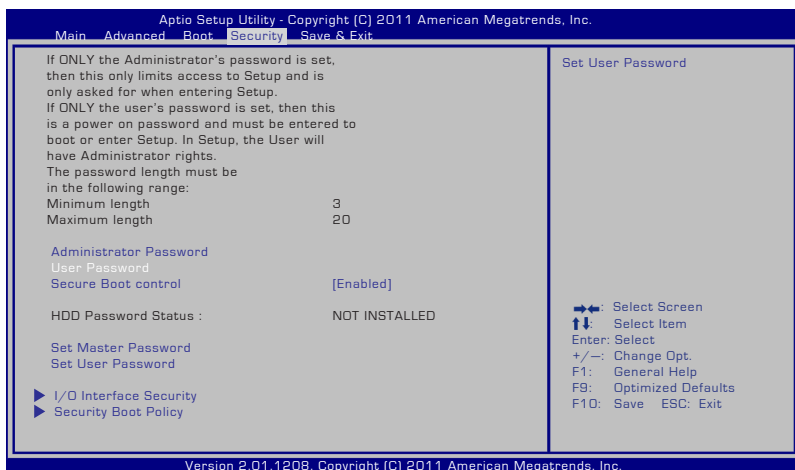 Aptio Setup Utility - Copyright (C) 2011 American Megatrends, Inc.
Main Advanced Boot Security Save & Exit
If ONLY the Administrator's password is set,
then this only limits access to Setup and is
only asked for when entering Setup.
If ONLY the user's password is set, then this
is a power on password and must be entered to
boot or enter Setup. In Setup, the User will
have Administrator rights.
The password length must be
in the following range:
Minimum length 3
Maximum length 20
Administrator Password
User Password
Secure Boot control [Enabled]
HDD Password Status : NOT INSTALLED
Set Master Password
Set User Password
I/O Interface Security
Security Boot Policy
Set User Password
→←: Select Screen
↑↓: Select Item
Enter: Select
+/—: Change Opt.
F1: General Help
F9: Optimized Defaults
F10: Save ESC: Exit
Version 2.01.1208. Copyright (C) 2011 American Megatrends, Inc.